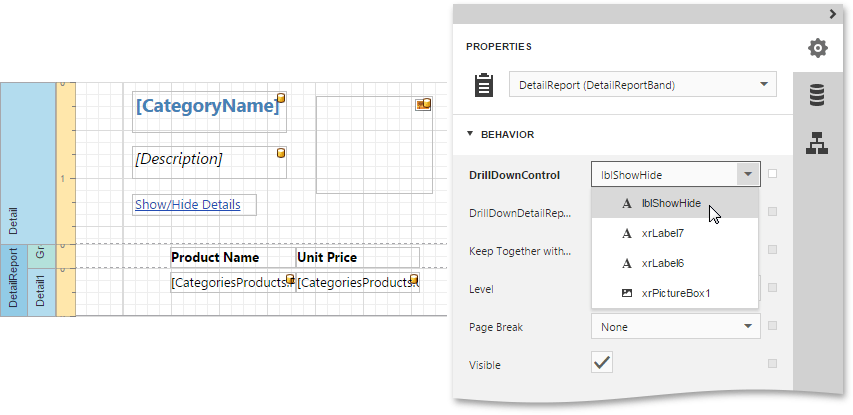 [CategoryName]
[Description]
Show/Hide Details
Product Name Unit Price
[CategoriesProducts. [CategoriesProducts.
Detail
DetailReport
Gr
Detail1
0
1
0
0
PROPERTIES
DetailReport (DetailReportBand)
BEHAVIOR
DrillDownControl lblShowHide
DrillDownDetailRep...
Keep Together with...
Level
Page Break None
Visible
lblShowHide
xrLabel7
xrLabel6
xrPictureBox1